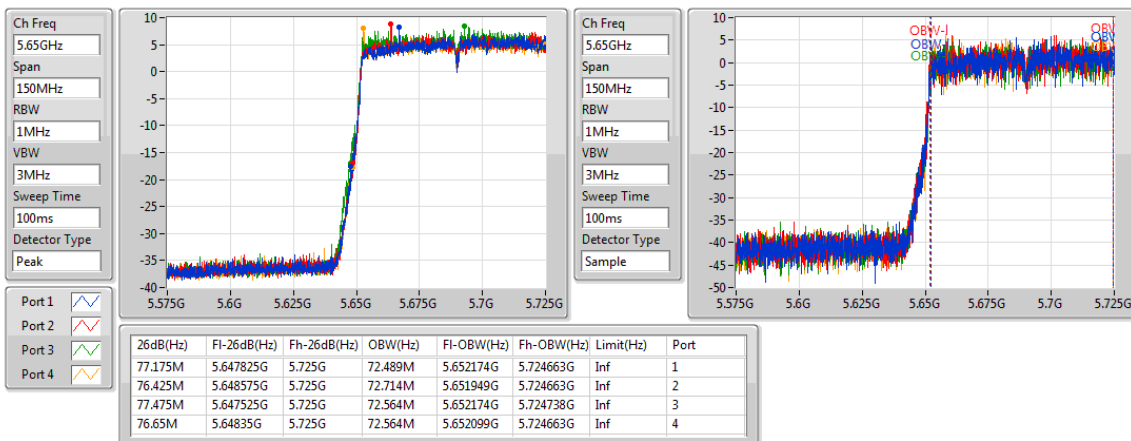 Ch Freq
5.65GHz
Span
150MHz
RBW
1MHz
VBW
3MHz
Sweep Time
100ms
Detector Type
Peak
10
5
0
-5
-10
-15
-20
-25
-30
-35
-40
5.575G 5.6G 5.625G 5.65G 5.675G 5.7G 5.725G
Ch Freq
5.65GHz
Span
150MHz
RBW
1MHz
VBW
3MHz
Sweep Time
100ms
Detector Type
Sample
10
5
0
-5
-10
-15
-20
-25
-30
-35
-40
-45
-50
OBW-J
5.575G 5.6G 5.625G 5.65G 5.675G 5.7G 5.725G
Port 1
Port 2
Port 3
Port 4
26dB(Hz) Fl-26dB(Hz) Fh-26dB(Hz) OBW(Hz) Fl-OBW(Hz) Fh-OBW(Hz) Limit(Hz) Port
77.175M 5.647825G 5.725G 72.489M 5.652174G 5.724663G Inf 1
76.425M 5.648575G 5.725G 72.714M 5.651949G 5.724663G Inf 2
77.475M 5.647525G 5.725G 72.564M 5.652174G 5.724738G Inf 3
76.65M 5.64835G 5.725G 72.564M 5.652099G 5.724663G Inf 4